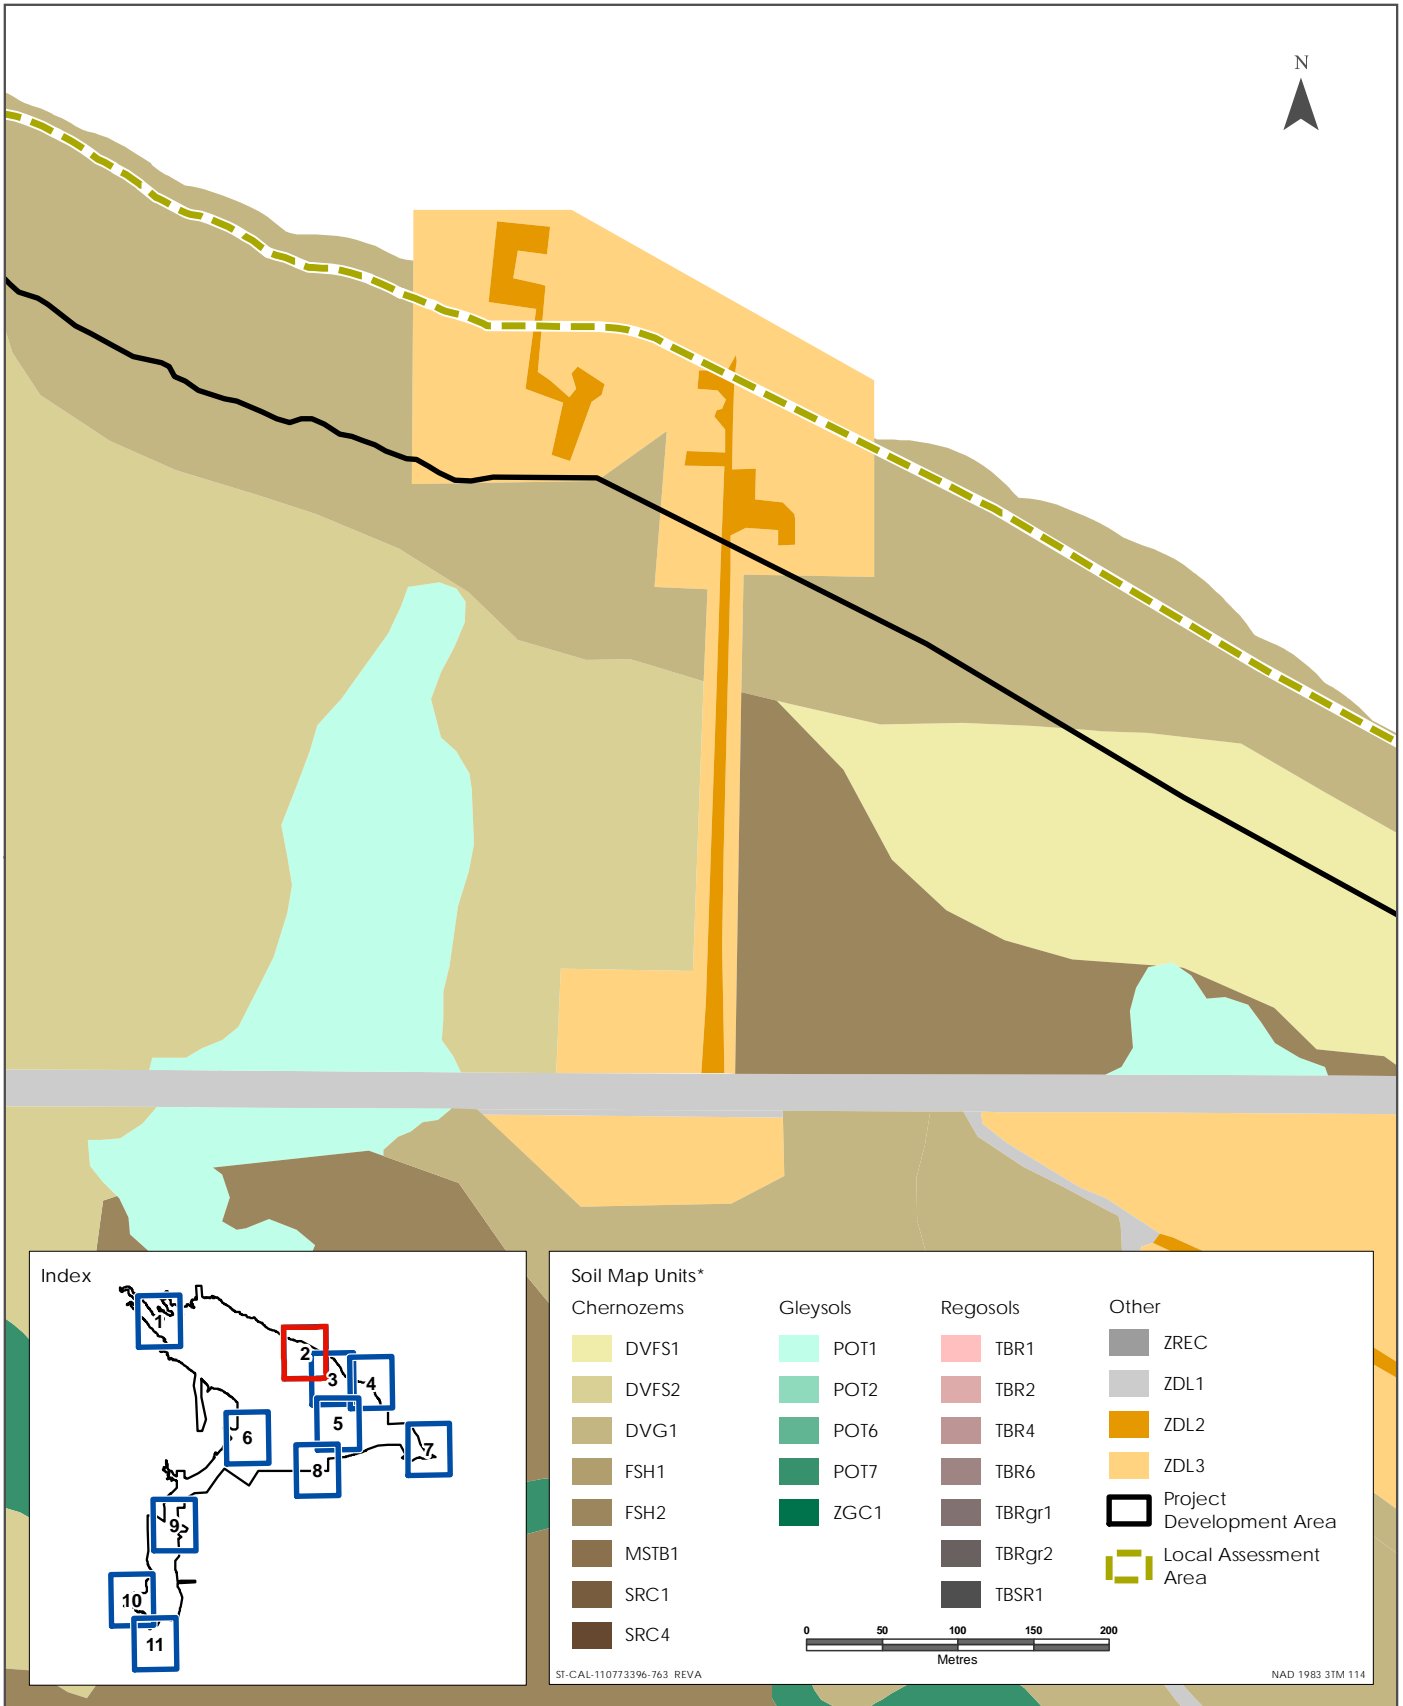 N
Index
1
2
3
4
5
6
7
8
9
10
11
Soil Map Units*
Chernozems
DVFS1
DVFS2
DVG1
FSH1
FSH2
MSTB1
SRC1
SRC4
Gleysols
POT1
POT2
POT6
POT7
ZGC1
Regosols
TBR1
TBR2
TBR4
TBR6
TBRgr1
TBRgr2
TBSR1
Other
ZREC
ZDL1
ZDL2
ZDL3
Project
Development Area
Local Assessment
Area
0 50 100 150 200
Metres
ST-CAL-110773396-763 REVA
NAD 1983 3TM 114